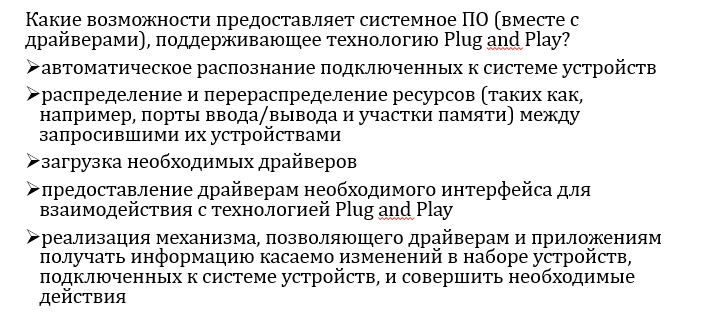 Какие возможности предоставляет системное ПО (вместе с
драйверами), поддерживающее технологию Plug and Play?
➢автоматическое распознание подключенных к системе устройств
➢распределение и перераспределение ресурсов (таких как,
например, порты ввода/вывода и участки памяти) между
запросившими их устройствами
➢загрузка необходимых драйверов
➢предоставление драйверам необходимого интерфейса для
взаимодействия с технологией Plug and Play
➢реализация механизма, позволяющего драйверам и приложениям
получать информацию касаемо изменений в наборе устройств,
подключенных к системе устройств, и совершить необходимые
действия